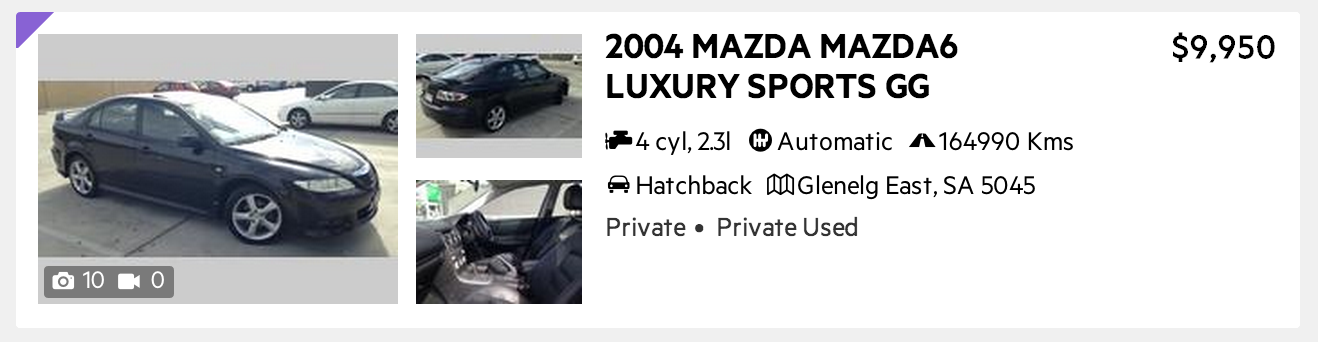 2004 MAZDA MAZDA6
LUXURY SPORTS GG
$9,950
4 cyl, 2.3l Automatic 164990 Kms
Hatchback Glenelg East, SA 5045
Private • Private Used
10 0